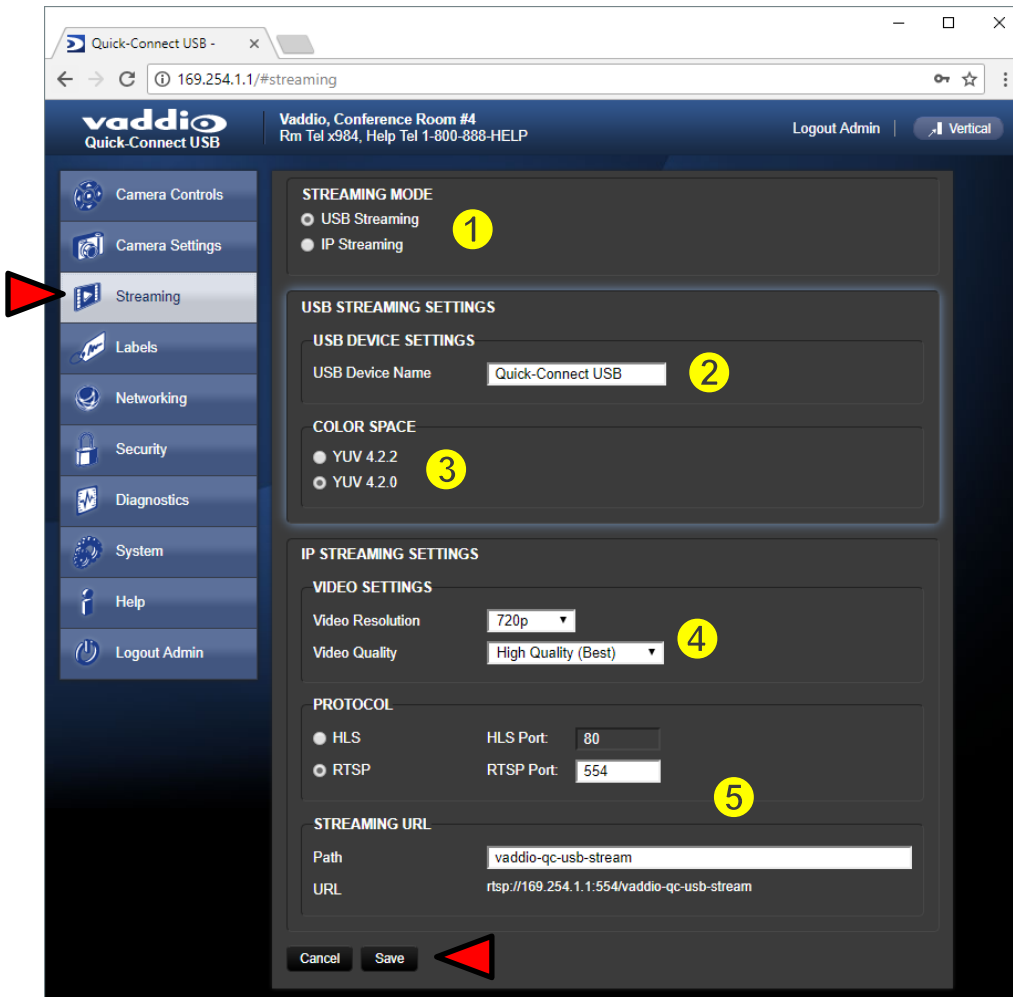 Quick-Connect USB -
169.254.1.1/#streaming
vaddio
Quick-Connect USB
Vaddio, Conference Room #4
Rm Tel x984, Help Tel 1-800-888-HELP
Logout Admin
Vertical
Camera Controls
Camera Settings
Streaming
Labels
Networking
Security
Diagnostics
System
Help
Logout Admin
STREAMING MODE
USB Streaming
IP Streaming
1
USB STREAMING SETTINGS
USB DEVICE SETTINGS
USB Device Name Quick-Connect USB
2
COLOR SPACE
YUV 4.2.2
YUV 4.2.0
3
IP STREAMING SETTINGS
VIDEO SETTINGS
Video Resolution 720p
Video Quality High Quality (Best)
4
PROTOCOL
HLS HLS Port: 80
RTSP RTSP Port: 554
5
STREAMING URL
Path vaddio-qc-usb-stream
URL rtsp://169.254.1.1:554/vaddio-qc-usb-stream
Cancel Save